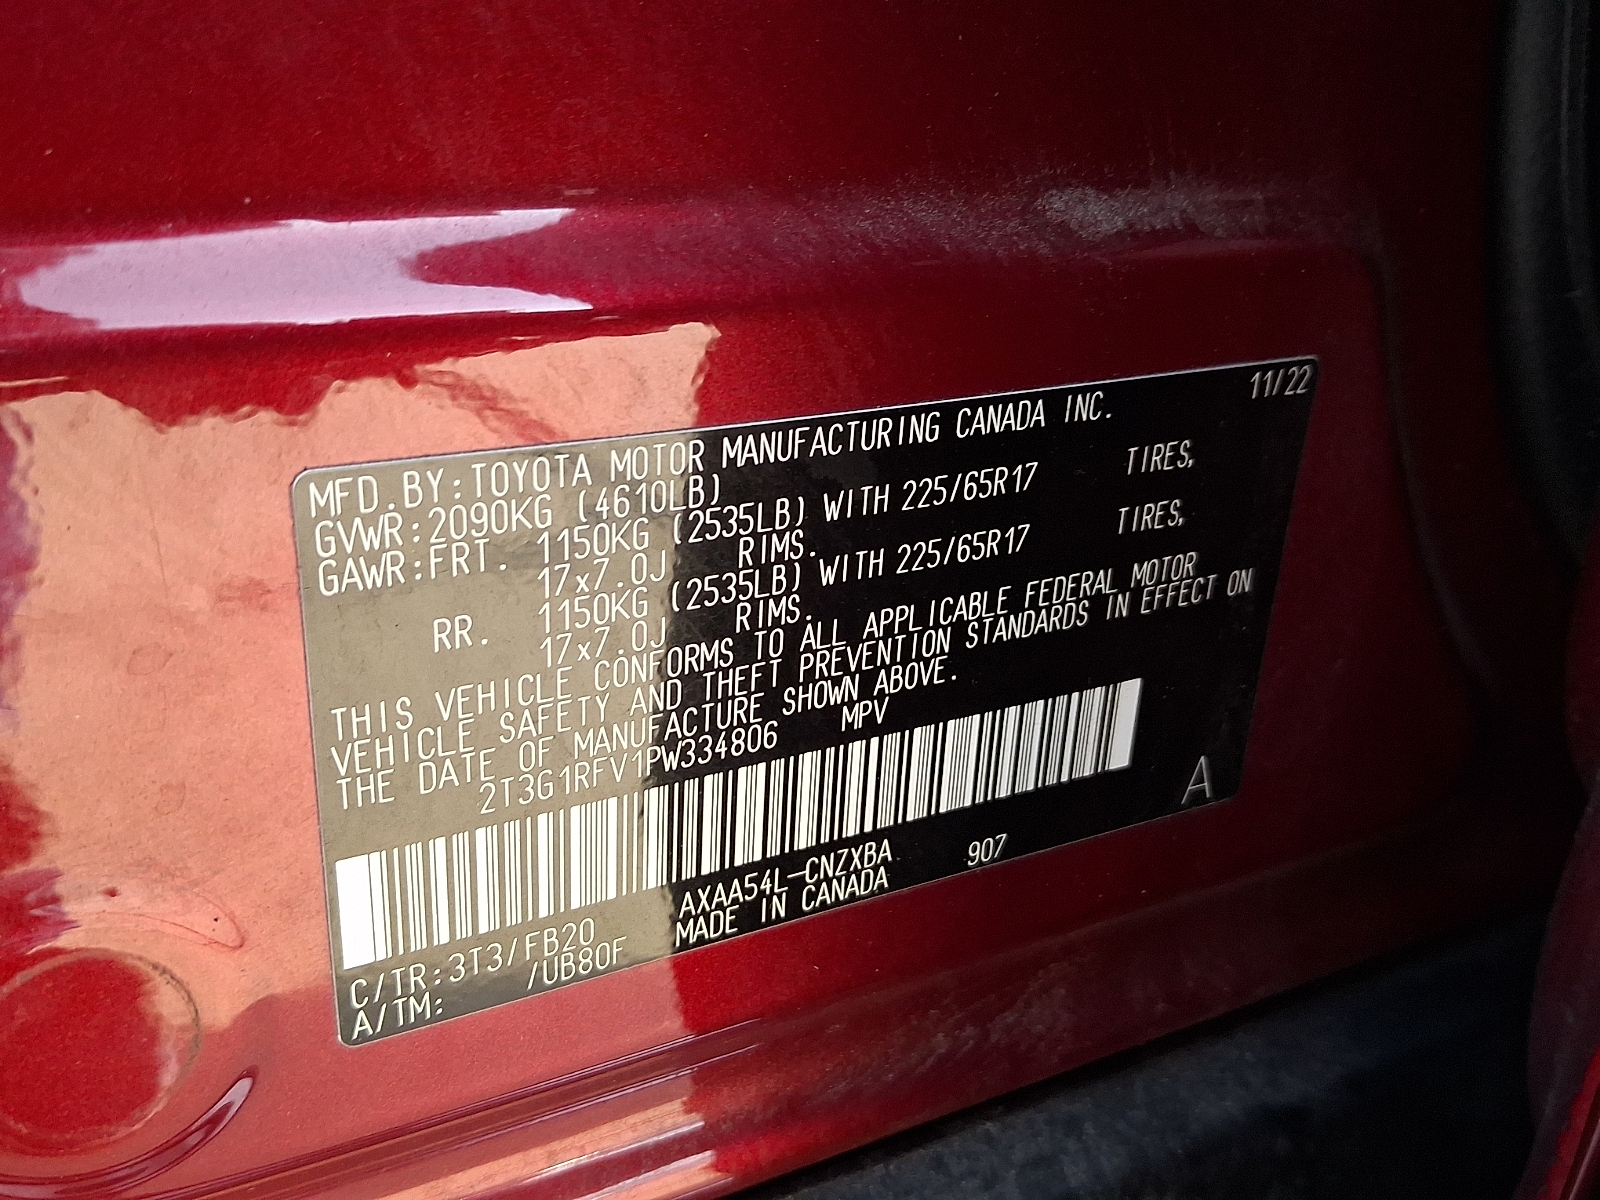 11/22
MFD.BY:TOYOTA MOTOR MANUFACTURING CANADA INC.
GVWR:2090KG (4610LB)
GAWR:FRT. 1150KG (2535LB) WITH 225/65R17 TIRES,
17x7.0J RIMS.
RR. 1150KG (2535LB) WITH 225/65R17 TIRES,
17x7.0J RIMS.
THIS VEHICLE CONFORMS TO ALL APPLICABLE FEDERAL MOTOR
VEHICLE SAFETY AND THEFT PREVENTION STANDARDS IN EFFECT ON
THE DATE OF MANUFACTURE SHOWN ABOVE.
2T3G1RFV1PW334806 MPV
A
C/TR:3T3/FB20 AXAA54L-CNZXBA 907
A/TM: /UB80F MADE IN CANADA